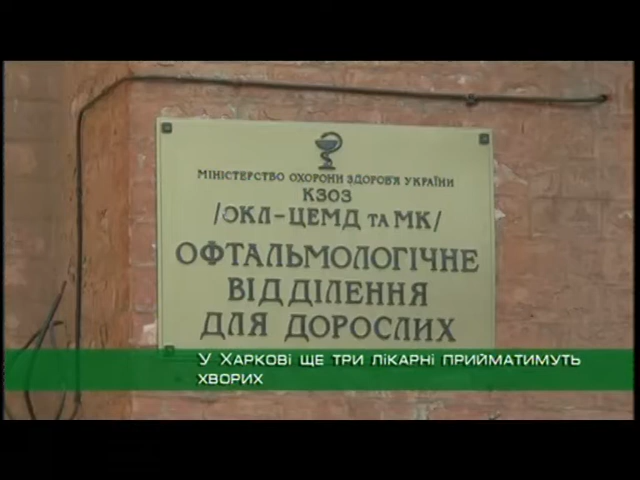 МІНІСТЕРСТВО ОХОРОНИ ЗДОРОВ'Я УКРАЇНИ
КЗОЗ
/ОКЛ-ЦЕМД ТА МК/
ОФТАЛЬМОЛОГІЧНЕ
ВІДДІЛЕННЯ
ДЛЯ ДОРОСЛИХ
У ХАРКОВІ ЩЕ ТРИ ЛІКАРНІ ПРИЙМАТИМУТЬ
ХВОРИХ